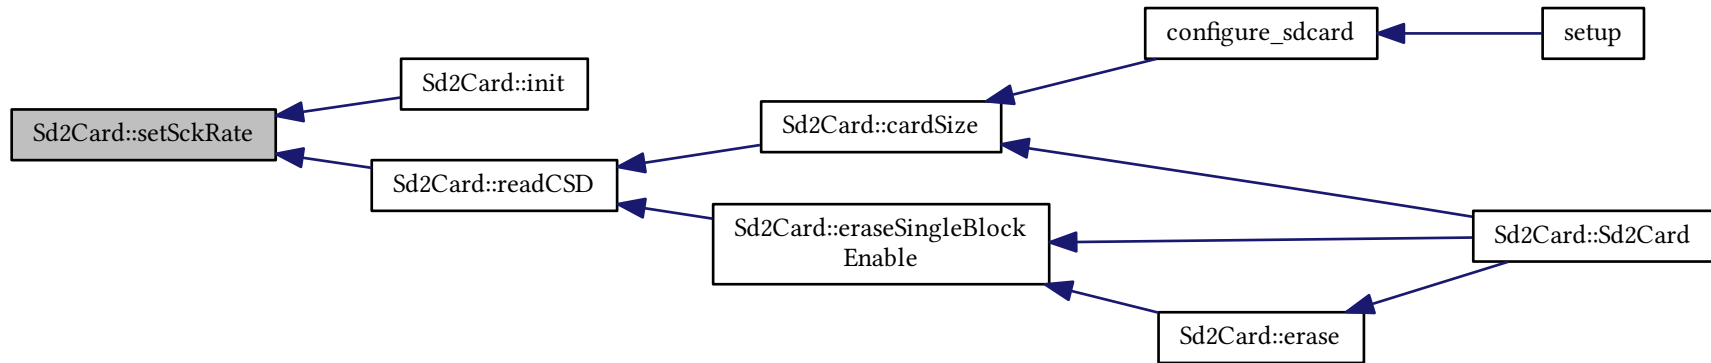 configure_sdcard
setup
Sd2Card::init
Sd2Card::setSckRate
Sd2Card::cardSize
Sd2Card::readCSD
Sd2Card::eraseSingleBlock
Enable
Sd2Card::Sd2Card
Sd2Card::erase